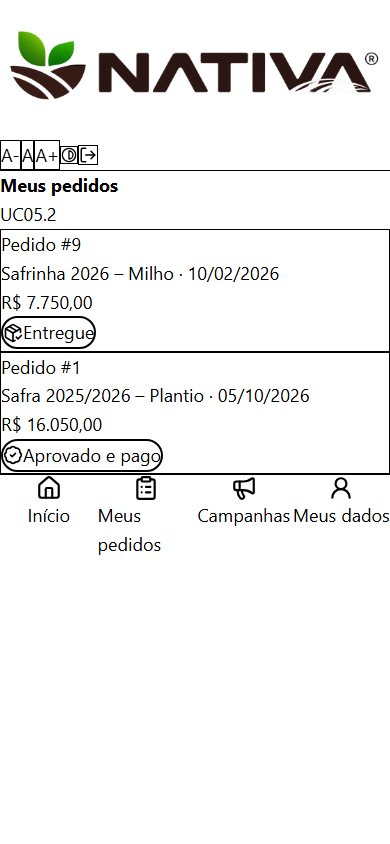 NATIVA®
A- A A+
Meus pedidos
UC05.2
Pedido #9
Safrinha 2026 – Milho · 10/02/2026
R$ 7.750,00
Entregue
Pedido #1
Safra 2025/2026 – Plantio · 05/10/2026
R$ 16.050,00
Aprovado e pago
Início
Meus
pedidos
Campanhas
Meus dados